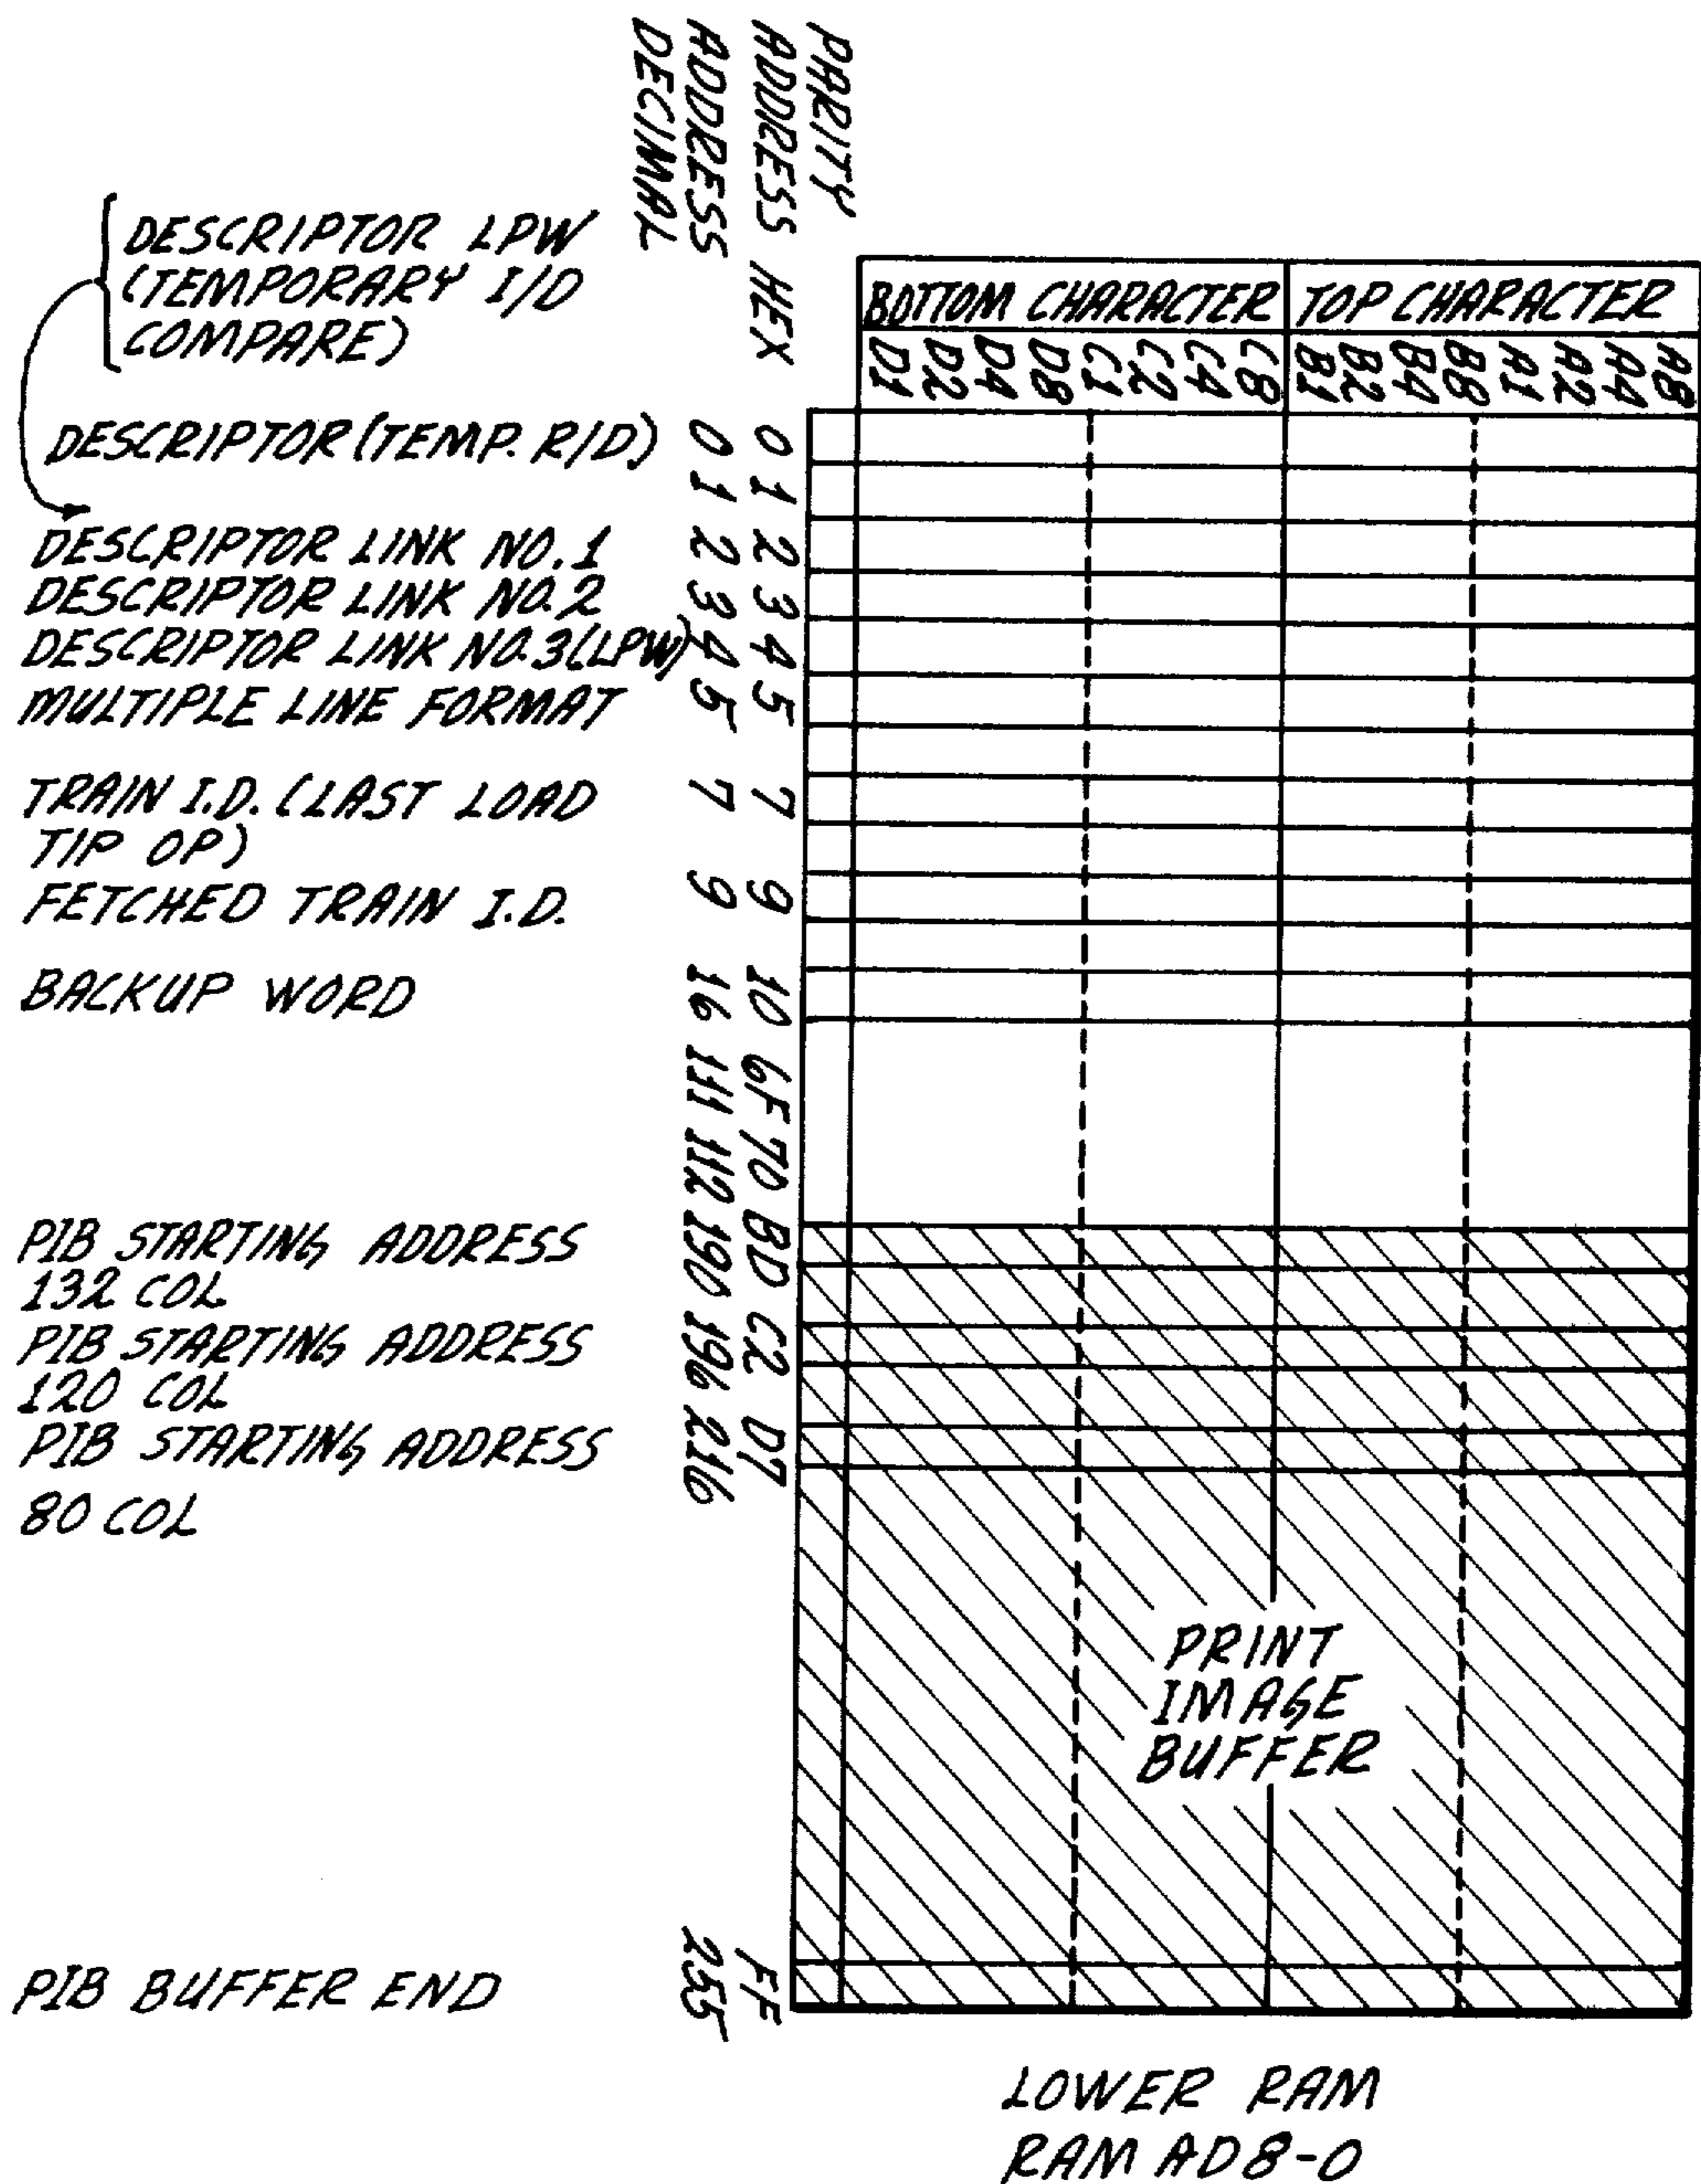 PARITY
ADDRESS HEX
ADDRESS
DECIMAL
DESCRIPTOR LPW
(TEMPORARY I/D
COMPARE)
BOTTOM CHARACTER TOP CHARACTER
D1 D2 D4 D8 C1 C2 C4 C8 B1 B2 B4 B8 A1 A2 A4 A8
DESCRIPTOR (TEMP. R/D) 0 0
1 1
DESCRIPTOR LINK NO. 1 2 2
DESCRIPTOR LINK NO. 2 3 3
DESCRIPTOR LINK NO. 3 (LPW) 4 4
MULTIPLE LINE FORMAT 5 5
TRAIN I.D. (LAST LOAD 7 7
TIP OP)
FETCHED TRAIN I.D. 9 9
BACKUP WORD 16 10
111 6F
112 70
PIB STARTING ADDRESS 190 BD
132 COL
PIB STARTING ADDRESS 196 C2
120 COL
PIB STARTING ADDRESS 216 D7
80 COL
PRINT
IMAGE
BUFFER
PIB BUFFER END 255 FF
LOWER RAM
RAM AD8-0